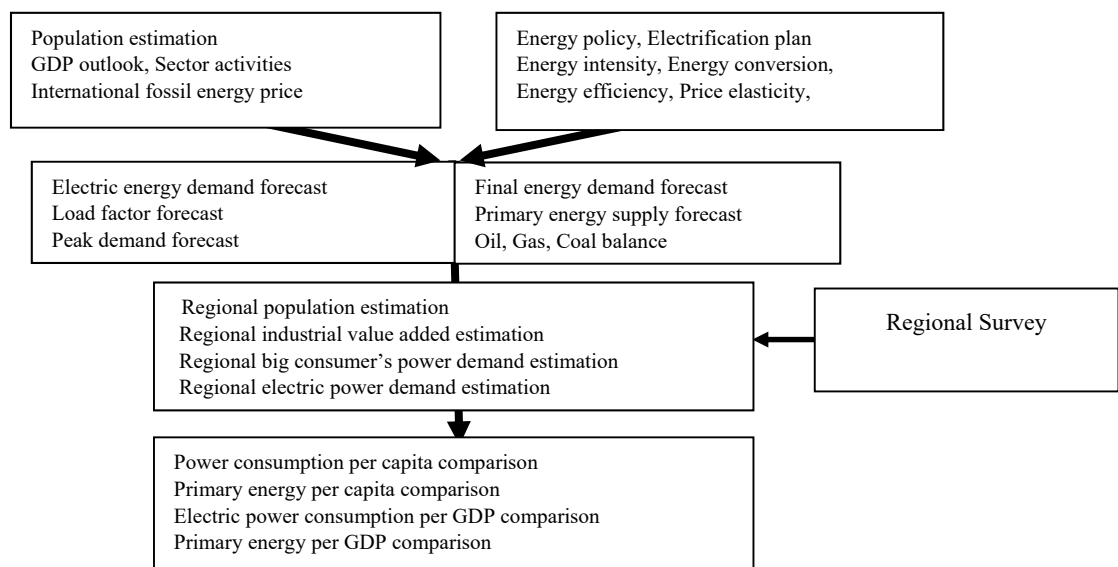 Population estimation
GDP outlook, Sector activities
International fossil energy price
Energy policy, Electrification plan
Energy intensity, Energy conversion,
Energy efficiency, Price elasticity,
Electric energy demand forecast
Load factor forecast
Peak demand forecast
Final energy demand forecast
Primary energy supply forecast
Oil, Gas, Coal balance
Regional population estimation
Regional industrial value added estimation
Regional big consumer's power demand estimation
Regional electric power demand estimation
Regional Survey
Power consumption per capita comparison
Primary energy per capita comparison
Electric power consumption per GDP comparison
Primary energy per GDP comparison